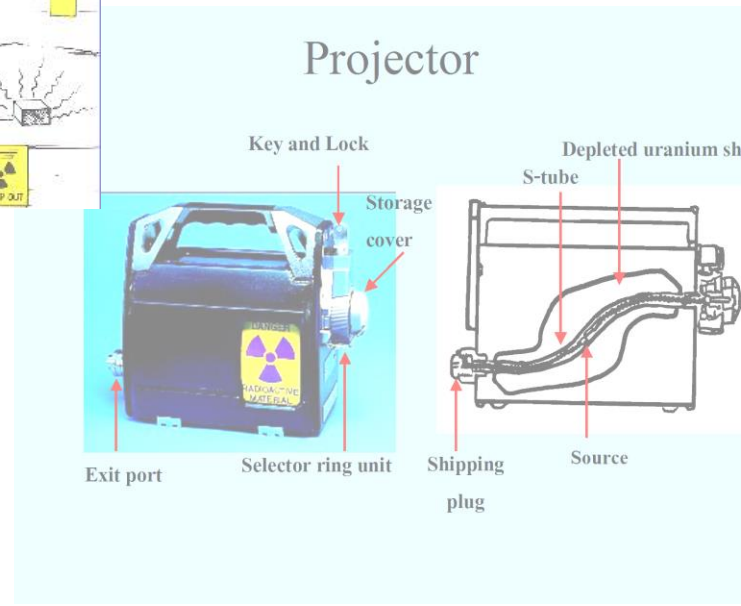 Projector
Key and Lock
Storage
cover
Depleted uranium sh
S-tube
DANGER
RADIOACTIVE
MATERIAL
Exit port
Selector ring unit
Shipping
plug
Source
OUT